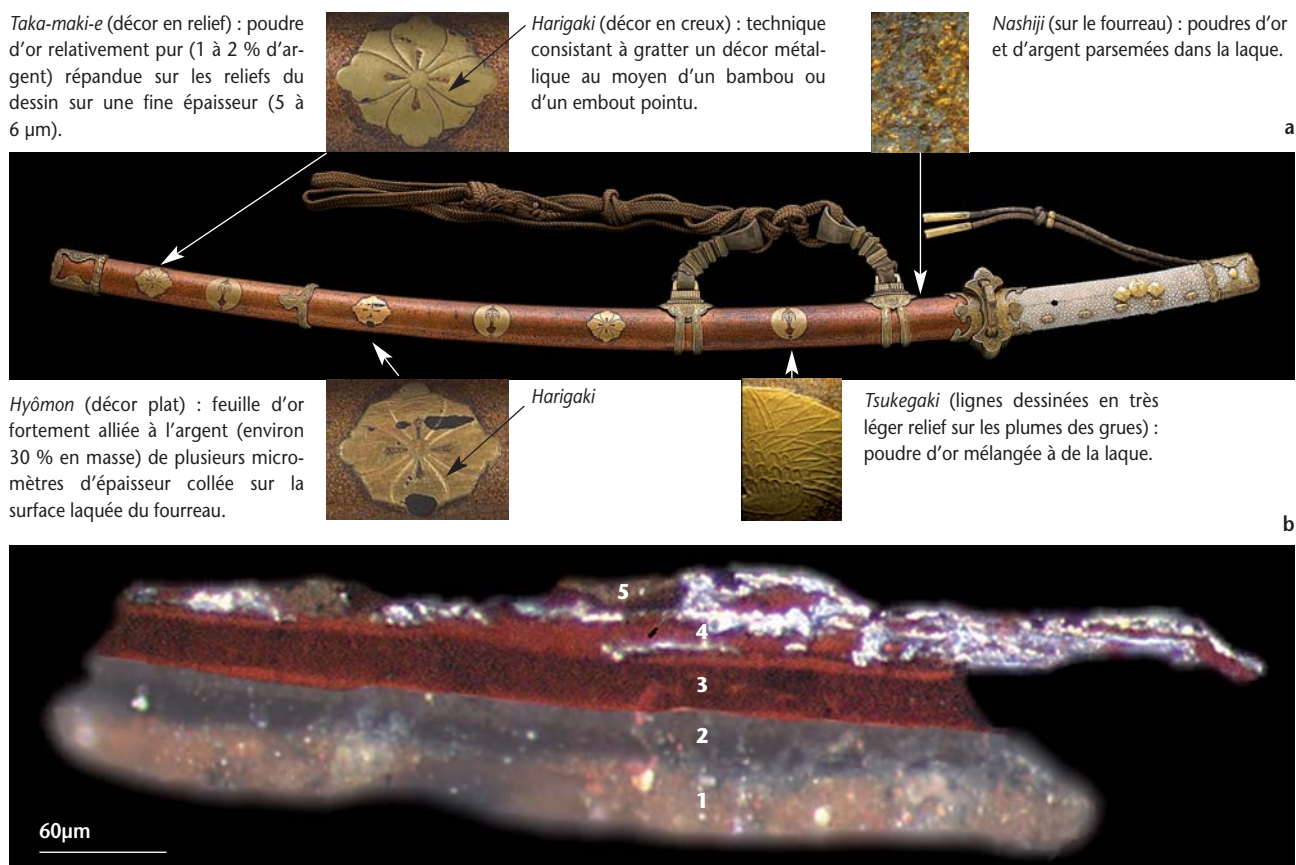 Taka-maki-e (décor en relief) : poudre
d'or relativement pur (1 à 2 % d'ar-
gent) répandue sur les reliefs du
dessin sur une fine épaisseur (5 à
6 µm).
Harigaki (décor en creux) : technique
consistant à gratter un décor métal-
lique au moyen d'un bambou ou
d'un embout pointu.
Nashiji (sur le fourreau) : poudres d'or
et d'argent parsemées dans la laque.
a
Hyômon (décor plat) : feuille d'or
fortement alliée à l'argent (environ
30 % en masse) de plusieurs micro-
mètres d'épaisseur collée sur la
surface laquée du fourreau.
Harigaki
Tsukegaki (lignes dessinées en très
léger relief sur les plumes des grues) :
poudre d'or mélangée à de la laque.
b
5
4
3
2
1
60µm